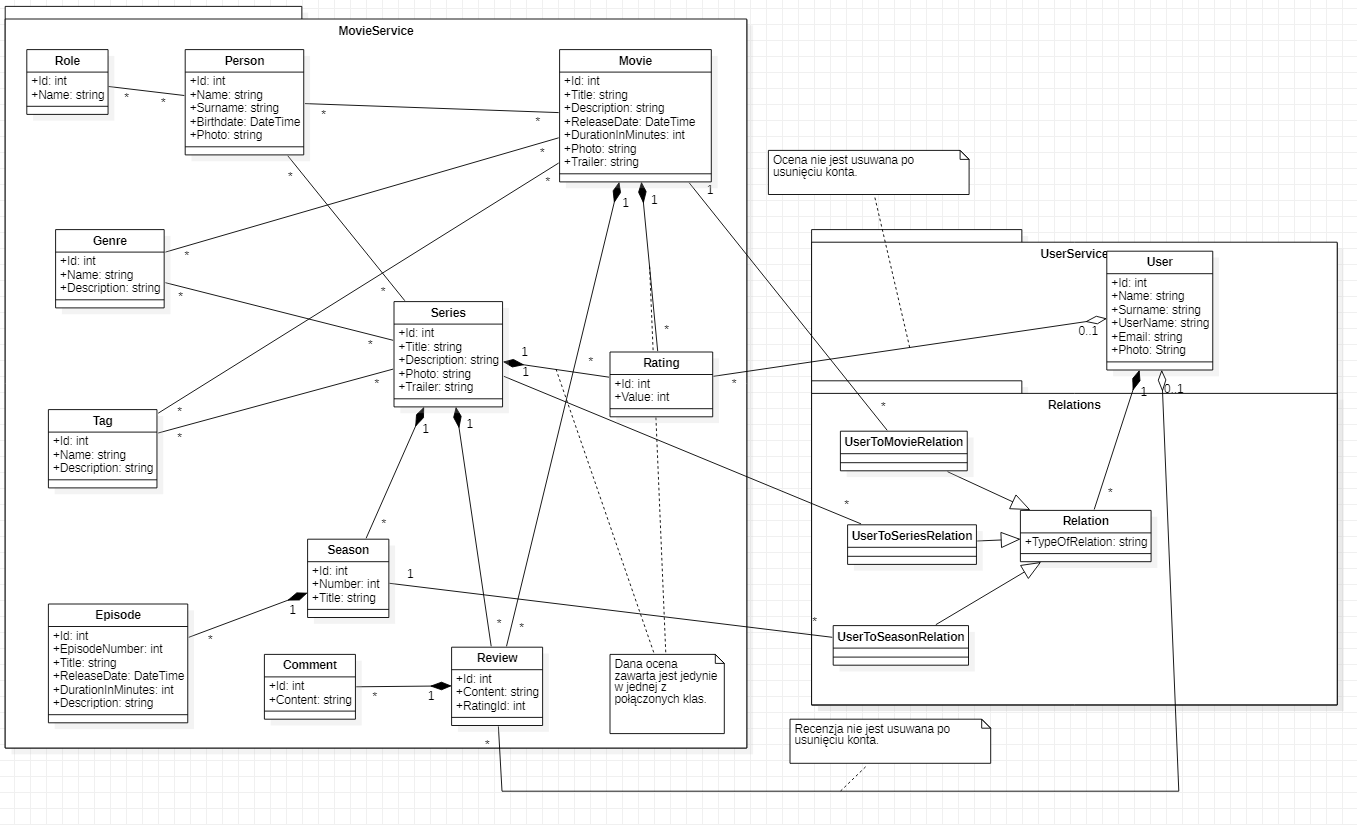 MovieService
Role
+Id: int
+Name: string
*
*
Person
+Id: int
+Name: string
+Surname: string
+Birthdate: DateTime
+Photo: string
*
*
*
*
Movie
+Id: int
+Title: string
+Description: string
+ReleaseDate: DateTime
+DurationInMinutes: int
+Photo: string
+Trailer: string
*
*
1
1
1
Ocena nie jest usuwana po
usunięciu konta.
Genre
+Id: int
+Name: string
+Description: string
*
*
*
*
Series
+Id: int
+Title: string
+Description: string
+Photo: string
+Trailer: string
1
1
*
1
1
Rating
+Id: int
+Value: int
*
*
UserService
User
+Id: int
+Name: string
+Surname: string
+UserName: string
+Email: string
+Photo: String
0..1
1
0..1
Tag
+Id: int
+Name: string
+Description: string
*
*
Relations
*
UserToMovieRelation
*
UserToSeriesRelation
*
Relation
+TypeOfRelation: string
*
UserToSeasonRelation
*
Season
+Id: int
+Number: int
+Title: string
1
1
Episode
+Id: int
+EpisodeNumber: int
+Title: string
+ReleaseDate: DateTime
+DurationInMinutes: int
+Description: string
*
Comment
+Id: int
+Content: string
*
1
*
*
Review
+Id: int
+Content: string
+RatingId: int
*
Dana ocena
zawarta jest jedynie
w jednej z
połączonych klas.
Recenzja nie jest usuwana po
usunięciu konta.